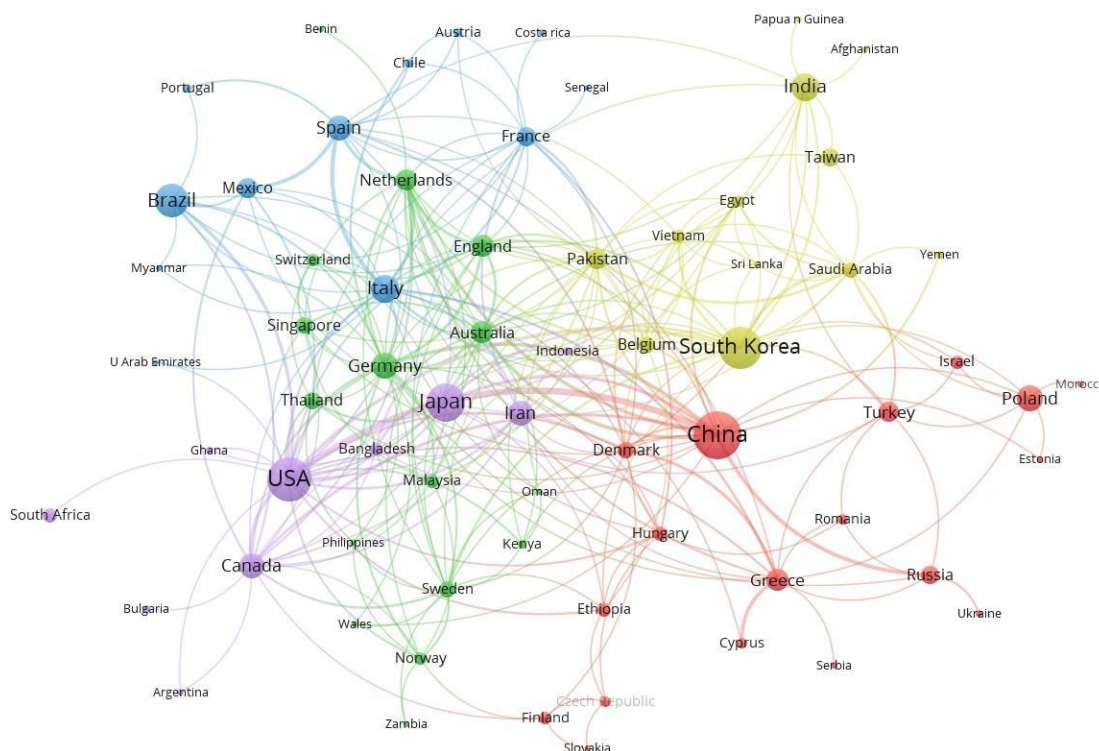 Papua n Guinea
Benin
Austria
Costa rica
Afghanistan
Chile
Portugal
Senegal
India
Spain
France
Taiwan
Netherlands
Mexico
Brazil
Egypt
Vietnam
England
Switzerland
Pakistan
Sri Lanka
Yemen
Myanmar
Saudi Arabia
Italy
Singapore
Australia
Belgium
South Korea
Indonesia
U Arab Emirates
Germany
Israel
Morocc
Thailand
Japan
Iran
Turkey
Poland
China
Ghana
Bangladesh
Denmark
Estonia
USA
Malaysia
Oman
South Africa
Romania
Philippines
Kenya
Hungary
Canada
Sweden
Greece
Russia
Bulgaria
Ethiopia
Ukraine
Wales
Cyprus
Norway
Serbia
Argentina
Czech Republic
Finland
Zambia
Slovakia